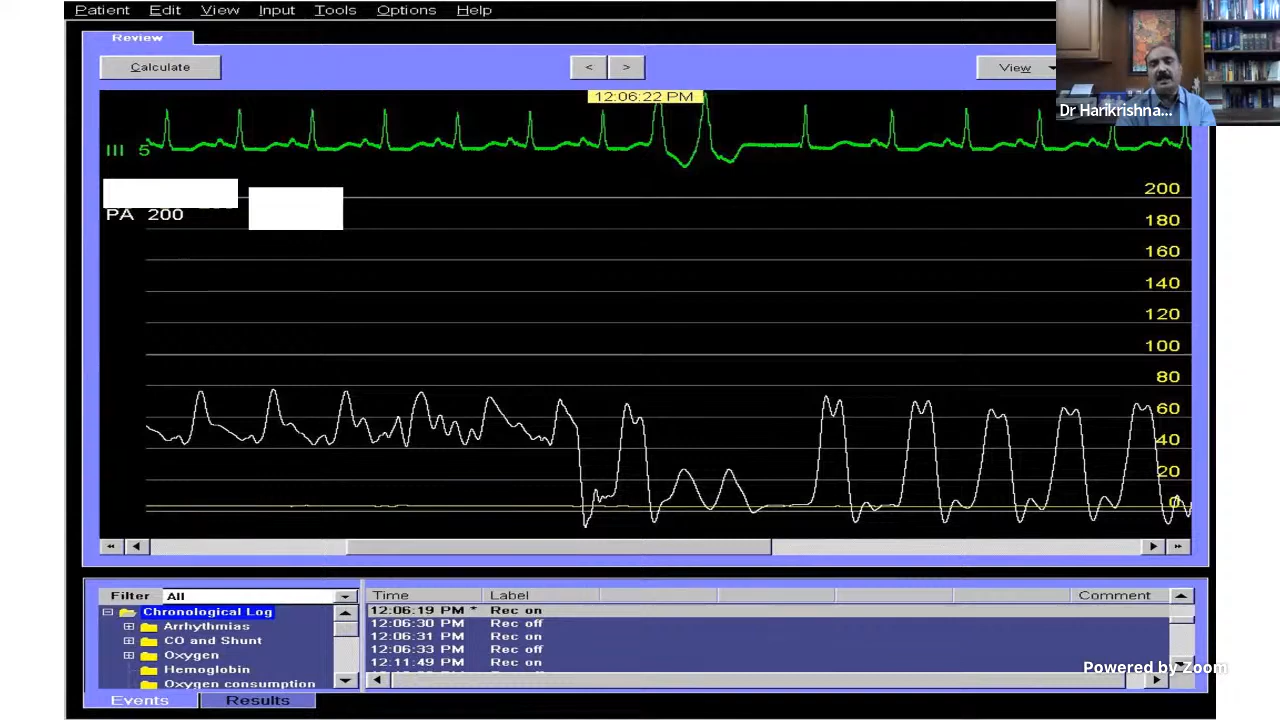 Patient Edit View Input Tools Options Help
Review
Calculate < > View
Dr Harikrishna...
12:06:22 PM
III 5
PA 200
200
180
160
140
120
100
80
60
40
20
0
Filter All
Chronological Log
Arrhythmias
CO and Shunt
Oxygen
Hemoglobin
Oxygen consumption
Time Label Comment
12:06:19 PM * Rec on
12:06:30 PM Rec off
12:06:31 PM Rec on
12:06:33 PM Rec off
12:11:49 PM Rec on
Powered by Zoom
Events Results